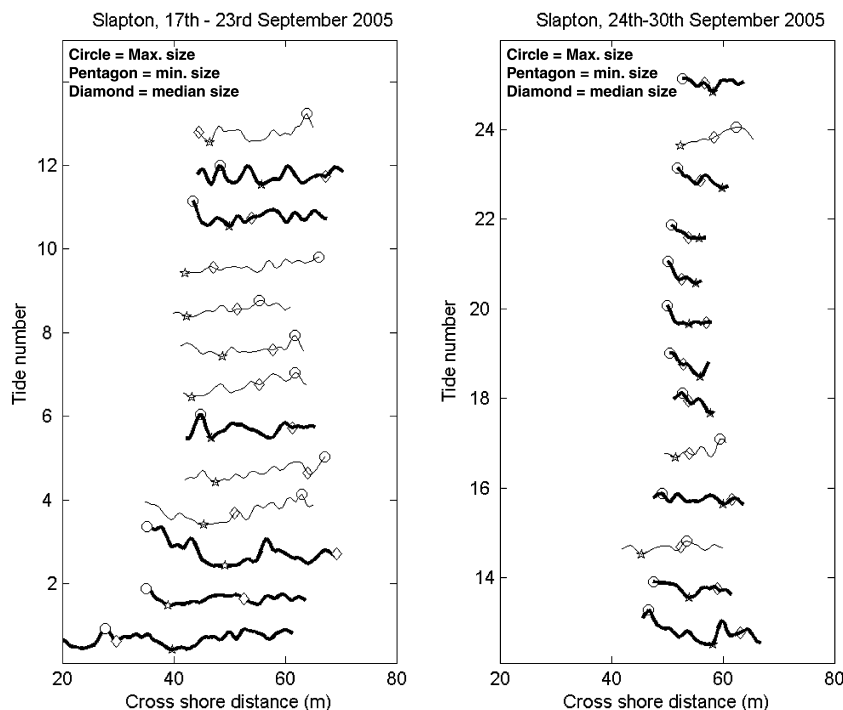 Slapton, 17th - 23rd September 2005
Circle = Max. size
Pentagon = min. size
Diamond = median size
12
10
8
6
4
2
Tide number
20
40
60
80
Cross shore distance (m)
Slapton, 24th-30th September 2005
Circle = Max. size
Pentagon = min. size
Diamond = median size
24
22
20
18
16
14
Tide number
20
40
60
80
Cross shore distance (m)